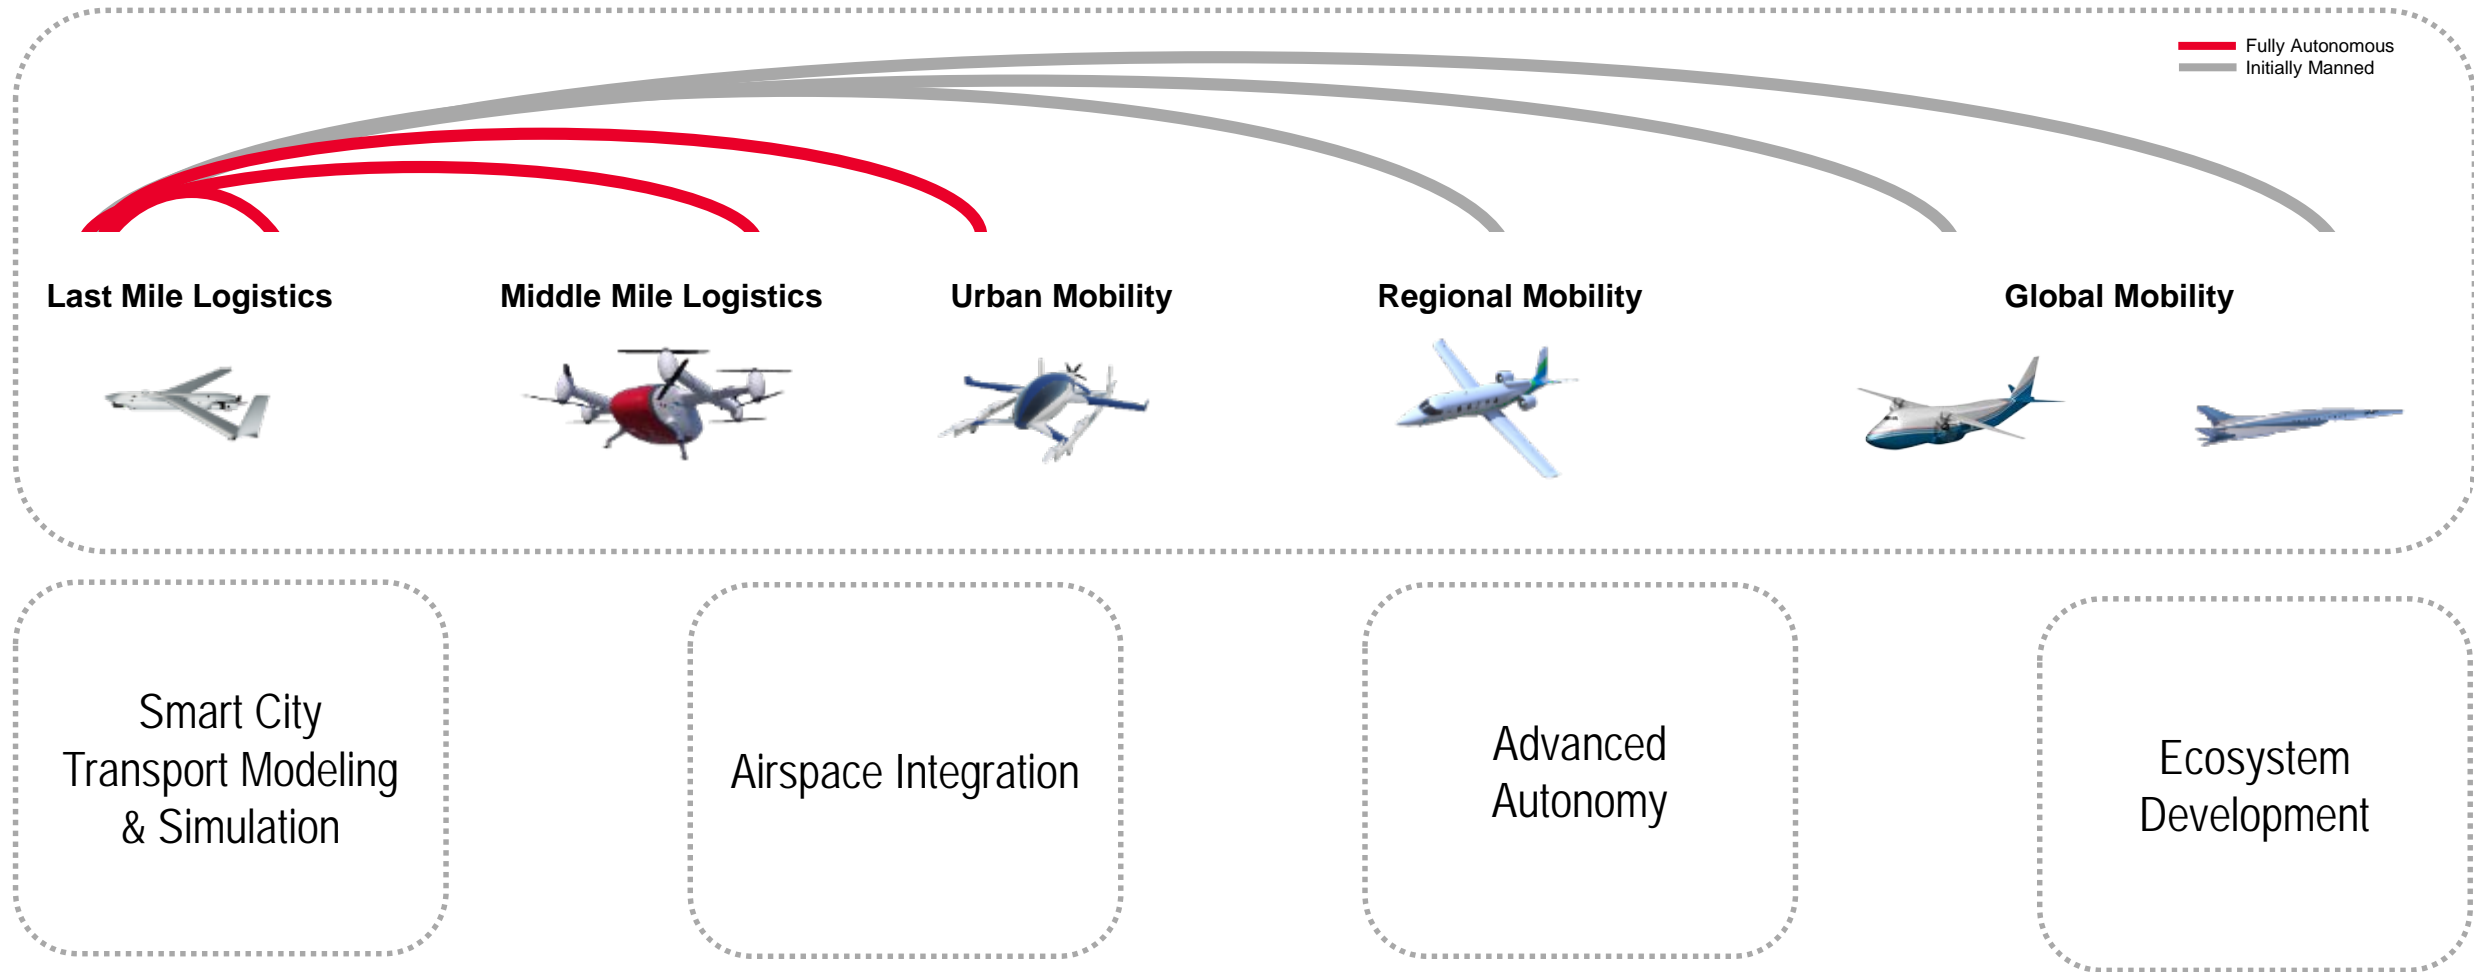 Fully Autonomous
Initially Manned
Last Mile Logistics
Middle Mile Logistics
Urban Mobility
Regional Mobility
Global Mobility
Smart City
Transport Modeling
& Simulation
Airspace Integration
Advanced
Autonomy
Ecosystem
Development